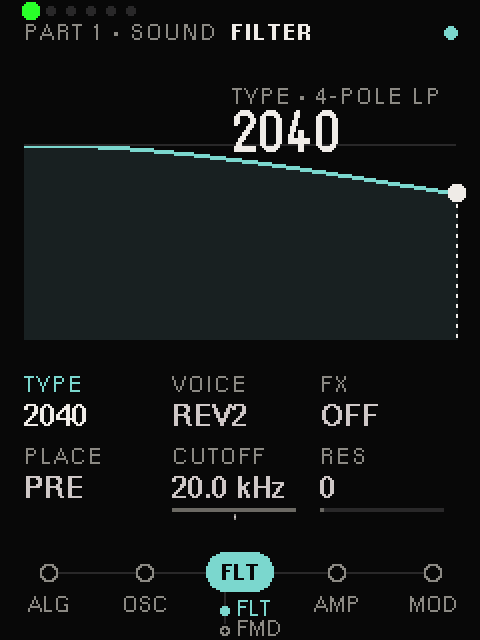 PART 1 · SOUND FILTER
TYPE · 4-POLE LP
2040
TYPE VOICE FX
2040 REV2 OFF
PLACE CUTOFF RES
PRE 20.0 kHz 0
FLT
ALG OSC FLT AMP MOD
FMD